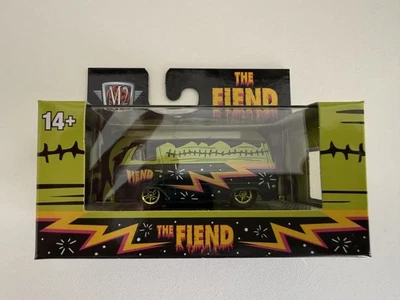 M2
THE
FIEND
14+
FIEND
THE FIEND